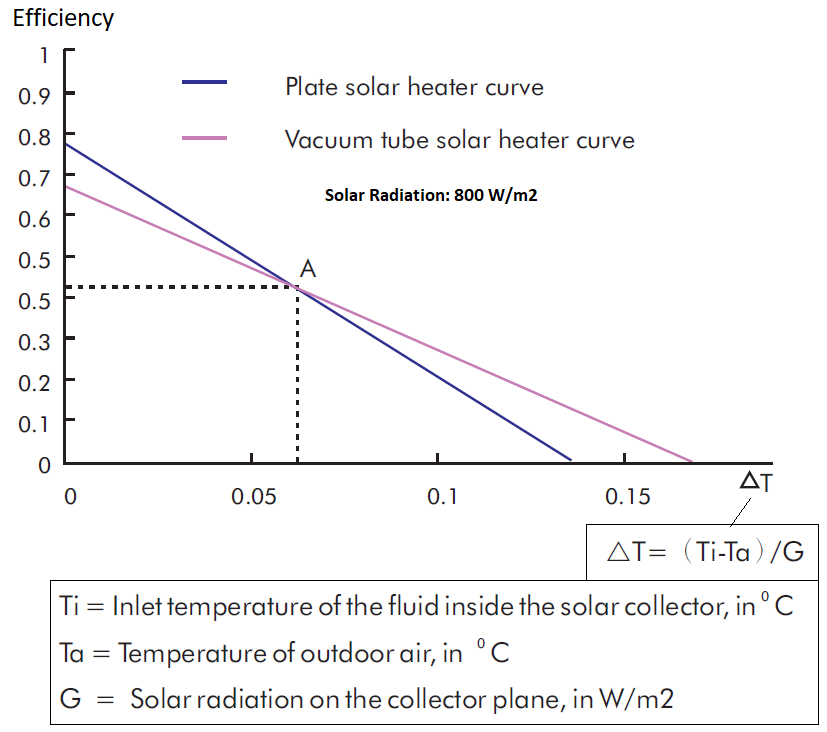 Efficiency
1
0.9
0.8
0.7
0.6
0.5
0.5
0.3
0.2
0.1
0
Plate solar heater curve
Vacuum tube solar heater curve
Solar Radiation: 800 W/m2
A
0 0.05 0.1 0.15
ΔT
△T= (Ti-Ta)/G
Ti = Inlet temperature of the fluid inside the solar collector, in ⁰ C
Ta = Temperature of outdoor air, in ⁰ C
G = Solar radiation on the collector plane, in W/m2